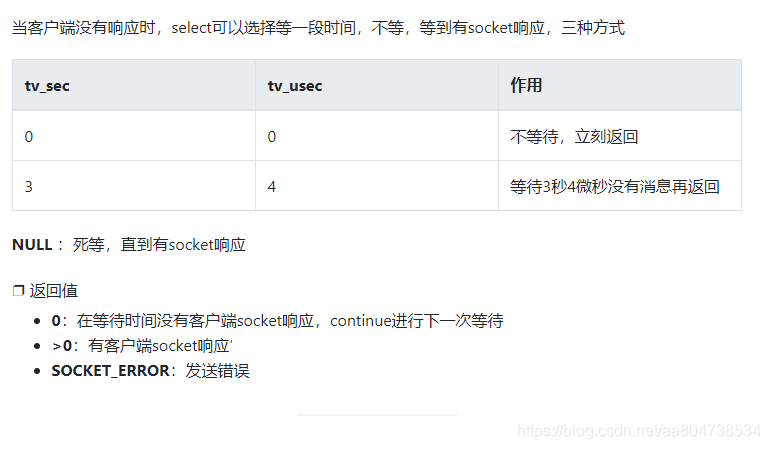 当客户端没有响应时，select可以选择等一段时间，不等，等到有socket响应，三种方式
tv_sec tv_usec 作用
0 0 不等待，立刻返回
3 4 等待3秒4微秒没有消息再返回
NULL ：死等，直到有socket响应
❐ 返回值
• 0：在等待时间没有客户端socket响应，continue进行下一次等待
• >0：有客户端socket响应‘
• SOCKET_ERROR：发送错误
https://blog.csdn.net/aa804738534